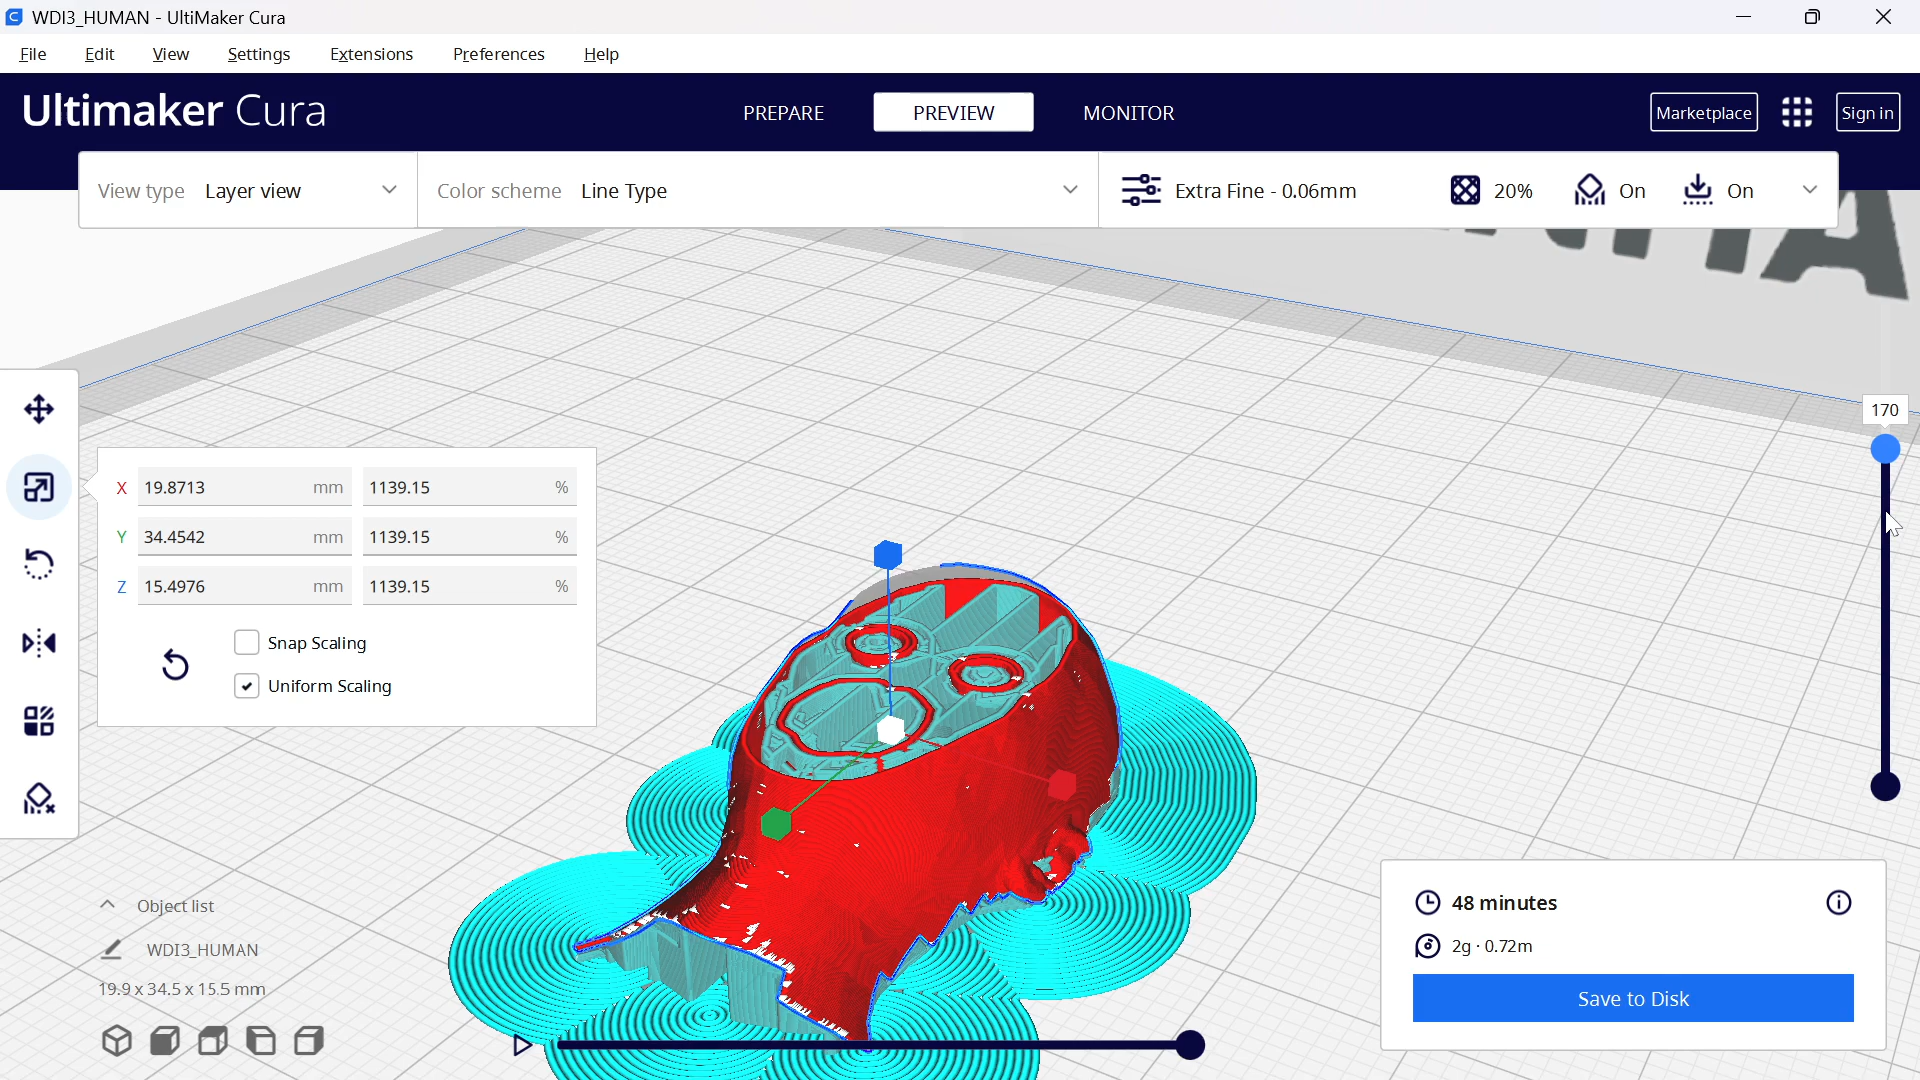 WDI3_HUMAN - UltiMaker Cura
File Edit View Settings Extensions Preferences Help
Ultimaker Cura
PREPARE
PREVIEW
MONITOR
Marketplace
Sign in
View type Layer view
Color scheme Line Type
Extra Fine - 0.06mm
20%
On
On
170
X 19.8713 mm 1139.15 %
Y 34.4542 mm 1139.15 %
Z 15.4976 mm 1139.15 %
Snap Scaling
Uniform Scaling
Object list
WDI3_HUMAN
19.9 x 34.5 x 15.5 mm
48 minutes
2g · 0.72m
Save to Disk